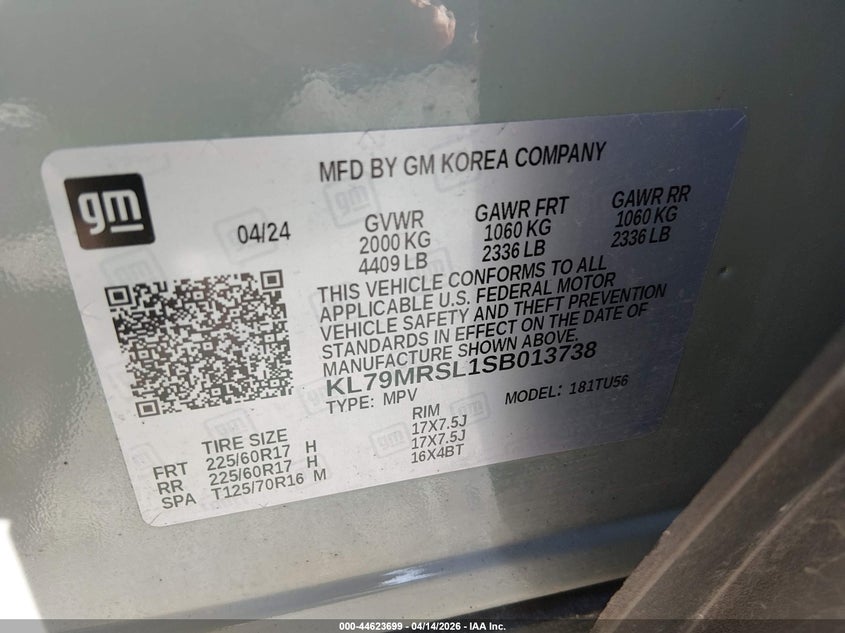 gm
MFD BY GM KOREA COMPANY
04/24
GVWR
2000 KG
4409 LB
GAWR FRT
1060 KG
2336 LB
GAWR RR
1060 KG
2336 LB
THIS VEHICLE CONFORMS TO ALL
APPLICABLE U.S. FEDERAL MOTOR
VEHICLE SAFETY AND THEFT PREVENTION
STANDARDS IN EFFECT ON THE DATE OF
MANUFACTURE SHOWN ABOVE.
KL79MRSL1SB013738
TYPE: MPV MODEL: 181TU56
TIRE SIZE RIM
FRT 225/60R17 H 17X7.5J
RR 225/60R17 H 17X7.5J
SPA T125/70R16 M 16X4BT
000-44623699 - 04/14/2026 - IAA Inc.